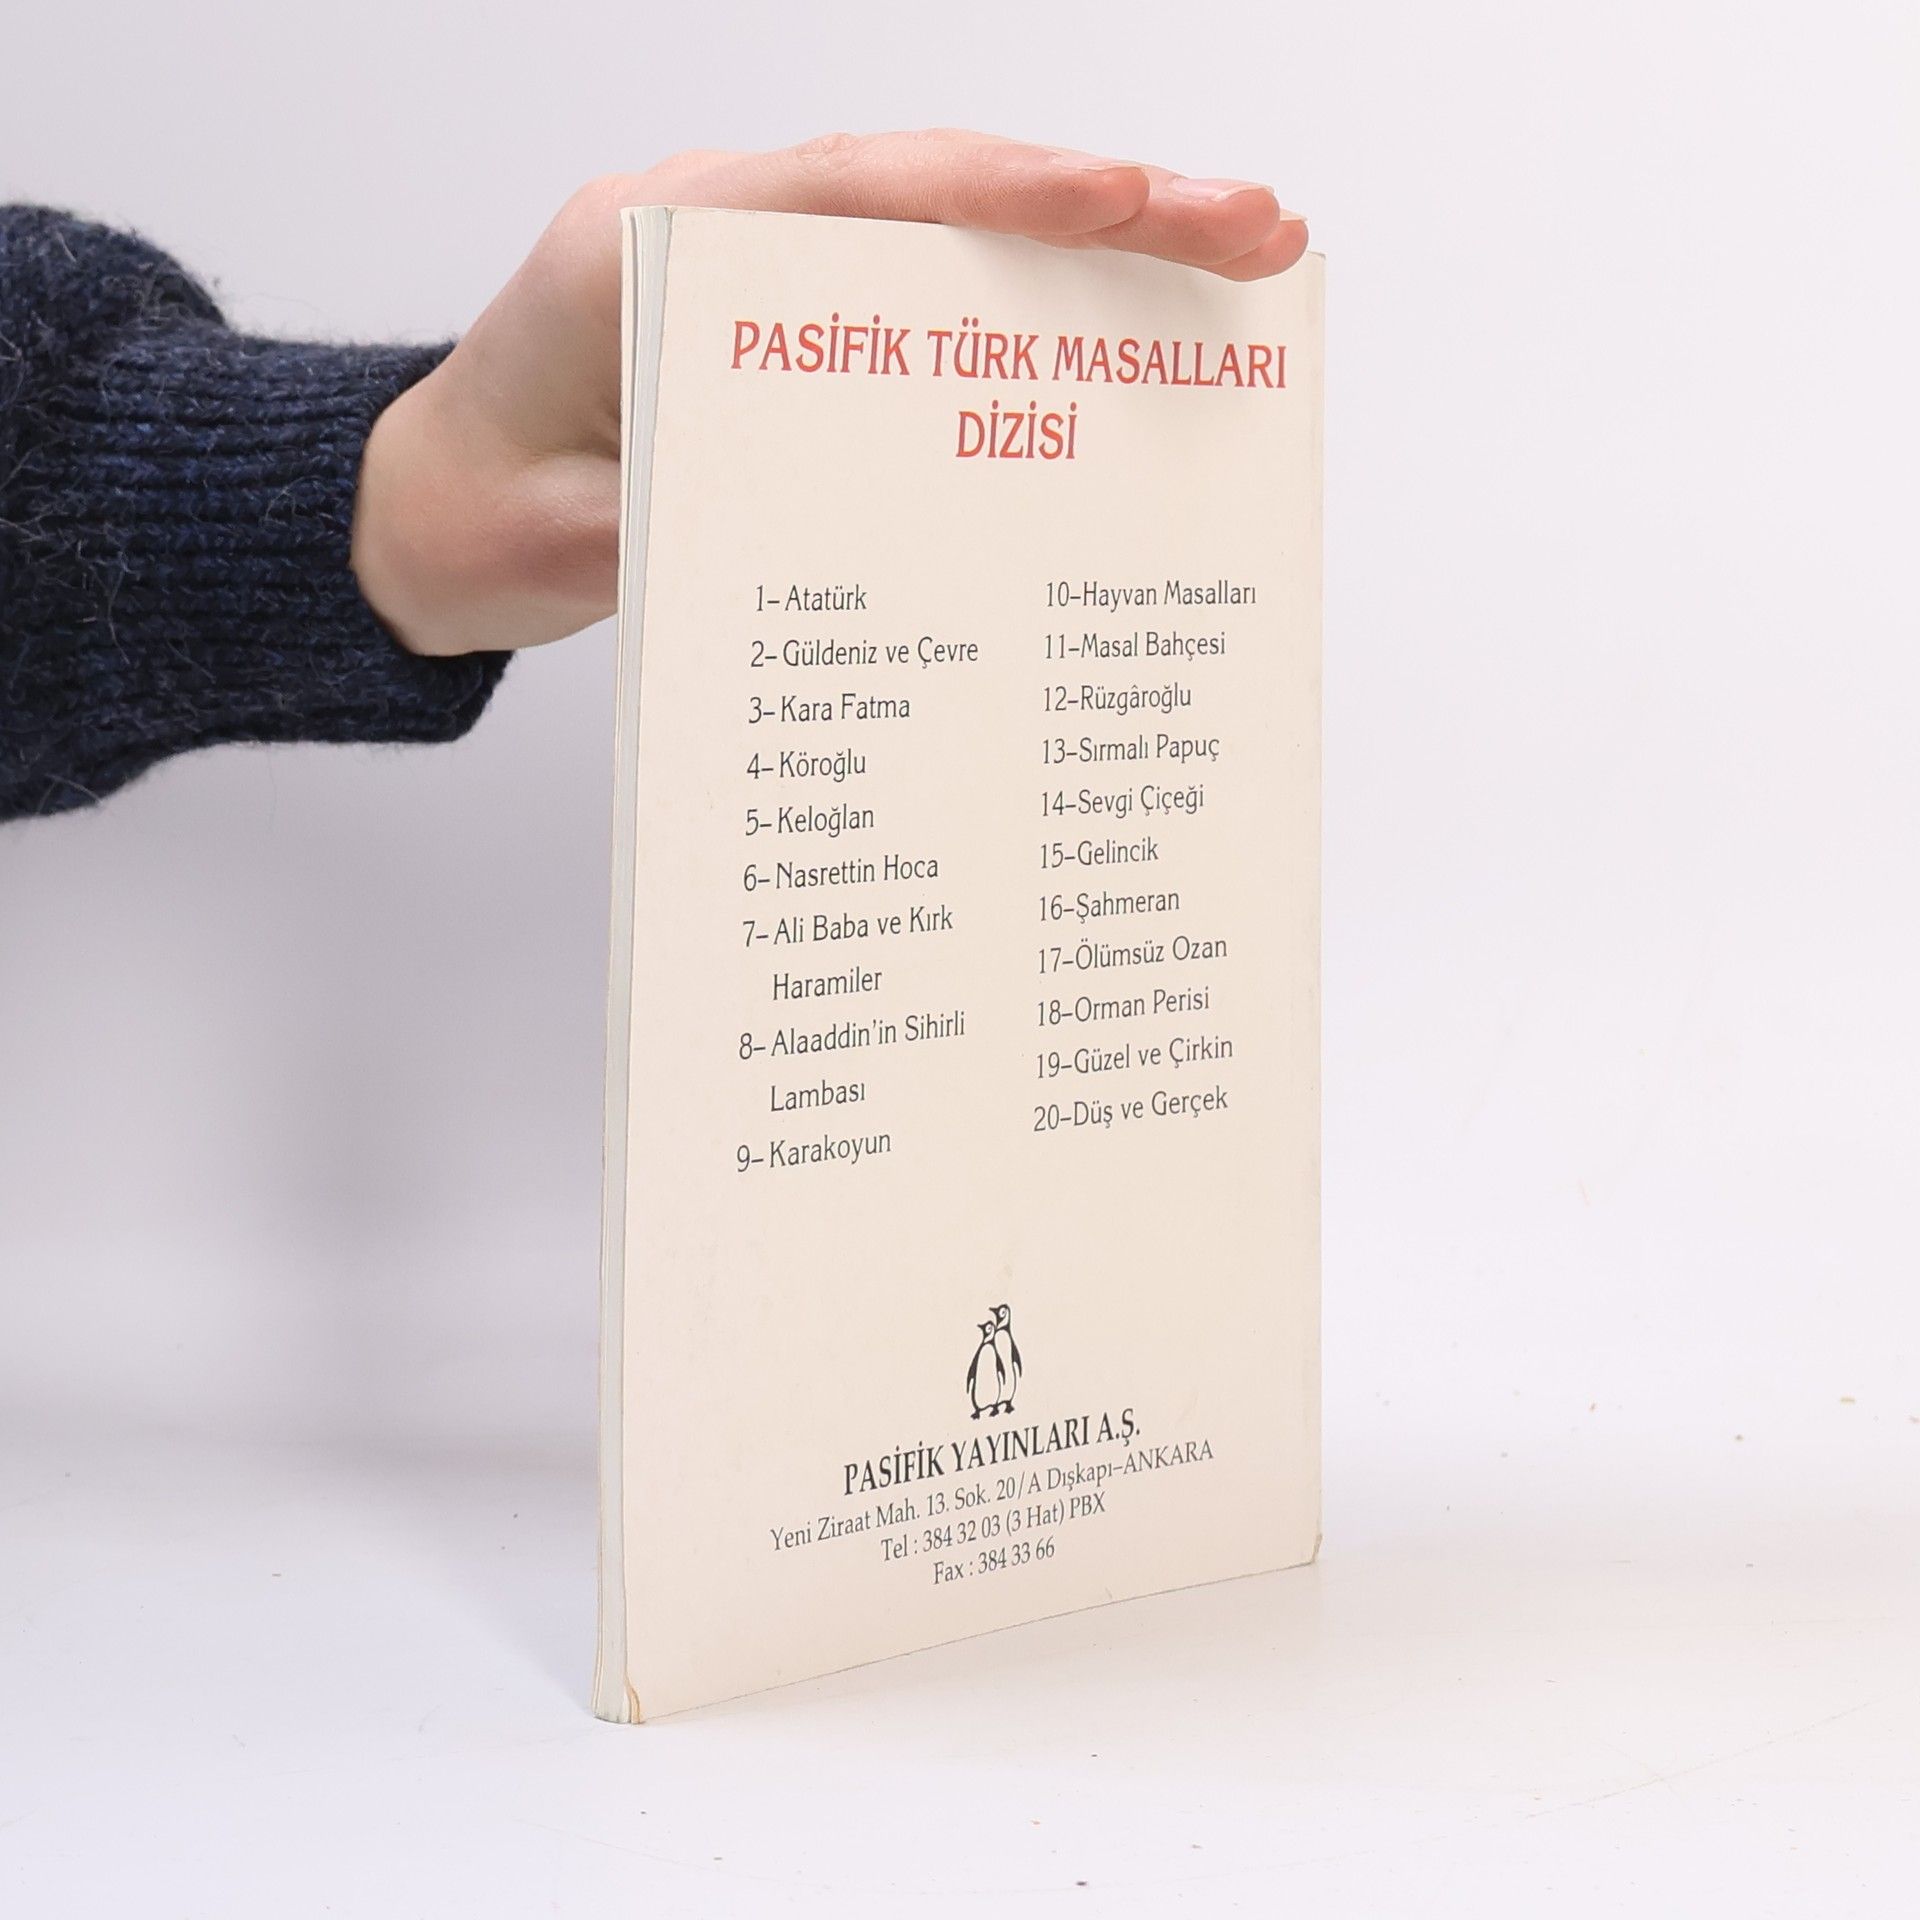 PASİFİK TÜRK MASALLARI
DİZİSİ
1– Atatürk
2– Güldeniz ve Çevre
3– Kara Fatma
4– Köroğlu
5– Keloğlan
6– Nasrettin Hoca
7– Ali Baba ve Kırk
Haramiler
8– Alaaddin'in Sihirli
Lambası
9– Karakoyun
10–Hayvan Masalları
11–Masal Bahçesi
12–Rüzgâroğlu
13–Sırmalı Papuç
14–Sevgi Çiçeği
15–Gelincik
16–Şahmeran
17–Ölümsüz Ozan
18–Orman Perisi
19–Güzel ve Çirkin
20–Düş ve Gerçek
PASİFİK YAYINLARI A.Ş.
Yeni Ziraat Mah. 13. Sok. 20/A Dışkapı–ANKARA
Tel : 384 32 03 (3 Hat) PBX
Fax : 384 33 66